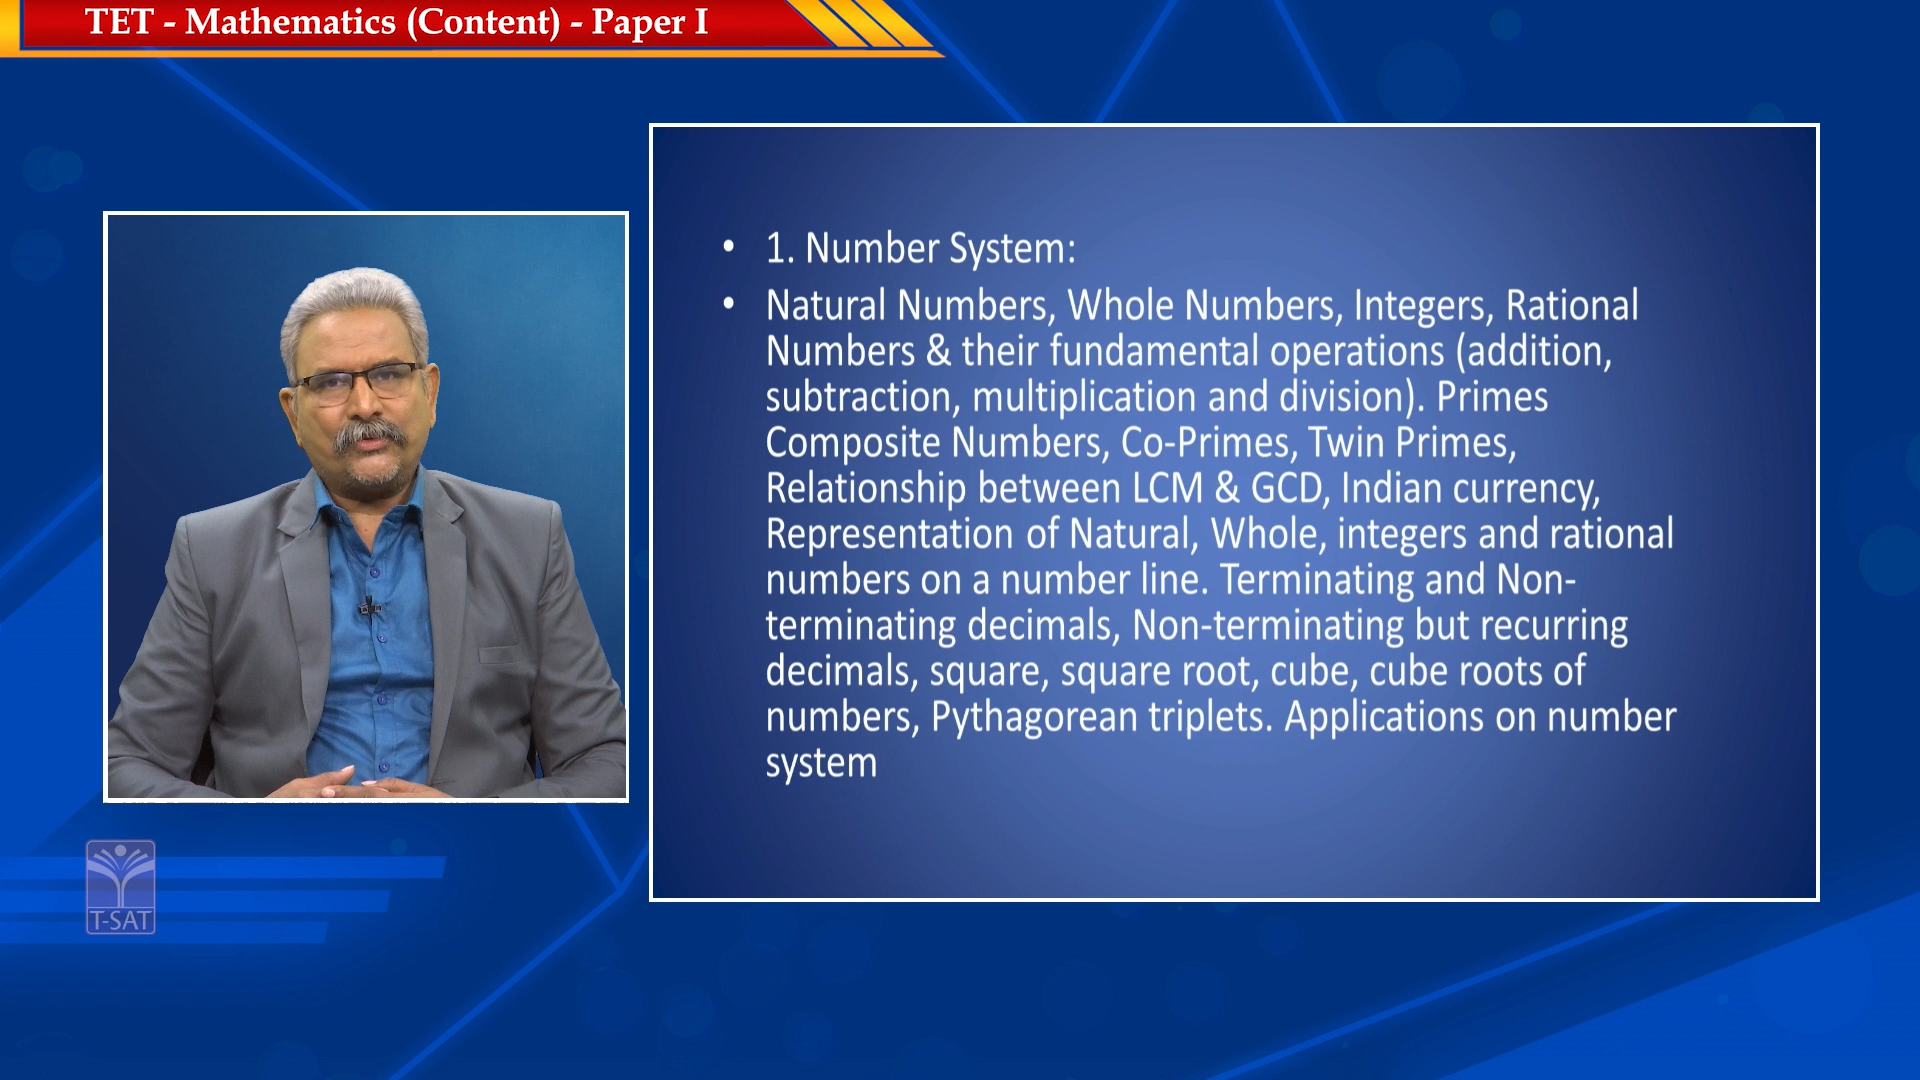 TET - Mathematics (Content) - Paper I
• 1. Number System:
• Natural Numbers, Whole Numbers, Integers, Rational
Numbers & their fundamental operations (addition,
subtraction, multiplication and division). Primes
Composite Numbers, Co-Primes, Twin Primes,
Relationship between LCM & GCD, Indian currency,
Representation of Natural, Whole, integers and rational
numbers on a number line. Terminating and Non-
terminating decimals, Non-terminating but recurring
decimals, square, square root, cube, cube roots of
numbers, Pythagorean triplets. Applications on number
system
T-SAT